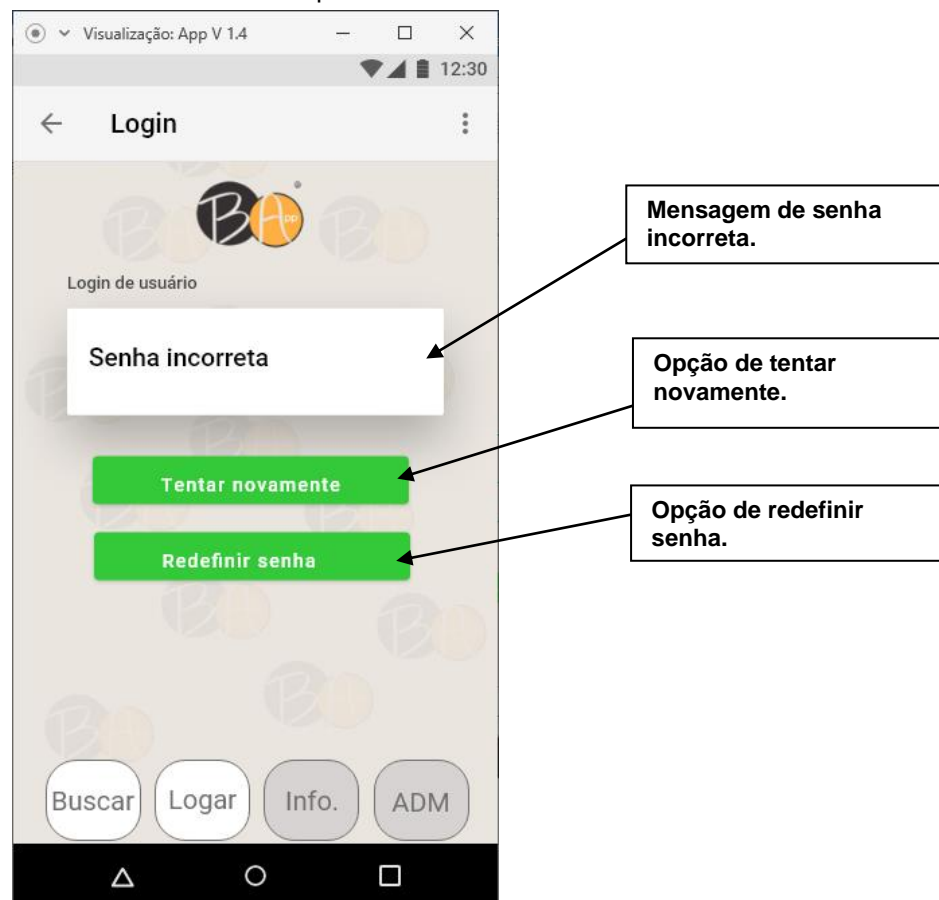 Visualização: App V 1.4
12:30
Login
BApp
®
Login de usuário
Senha incorreta
Tentar novamente
Redefinir senha
Buscar
Logar
Info.
ADM
Mensagem de senha
incorreta.
Opção de tentar
novamente.
Opção de redefinir
senha.